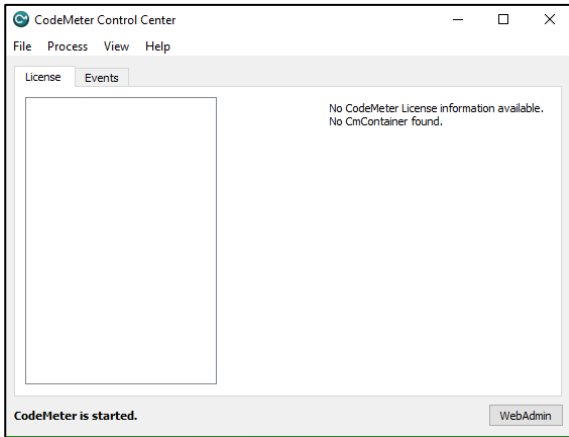 CodeMeter Control Center
File Process View Help
License Events
No CodeMeter License information available.
No CmContainer found.
CodeMeter is started.
WebAdmin